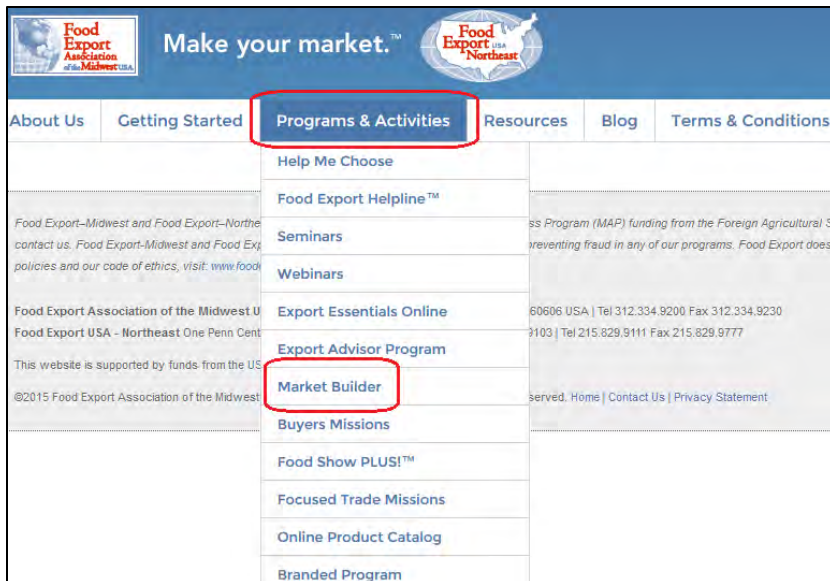 Food
Export
Association
of the Midwest USA
Make your market.™
Food
Export USA
Northeast
About Us Getting Started Programs & Activities Resources Blog Terms & Conditions
Help Me Choose
Food Export Helpline™
Seminars
Webinars
Export Essentials Online
Export Advisor Program
Market Builder
Buyers Missions
Food Show PLUS!™
Focused Trade Missions
Online Product Catalog
Branded Program
Food Export–Midwest and Food Export–Northe ss Program (MAP) funding from the Foreign Agricultural S
contact us. Food Export-Midwest and Food Exp preventing fraud in any of our programs. Food Export does
policies and our code of ethics, visit: www.foode
Food Export Association of the Midwest U 60606 USA | Tel 312.334.9200 Fax 312.334.9230
Food Export USA - Northeast One Penn Cent 9103 | Tel 215.829.9111 Fax 215.829.9777
This website is supported by funds from the US
©2015 Food Export Association of the Midwest served. Home | Contact Us | Privacy Statement